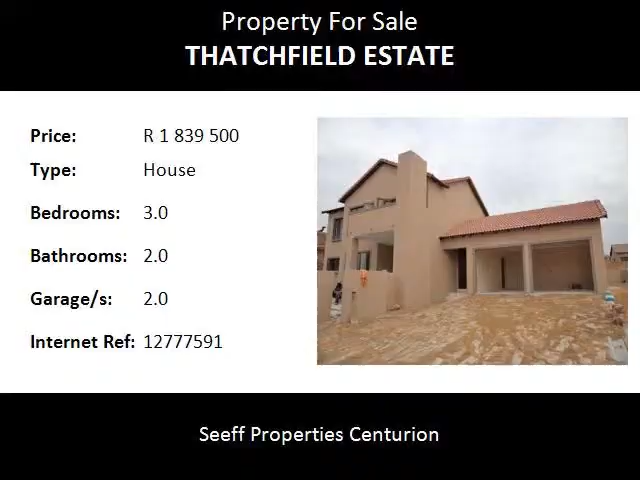 Property For Sale
THATCHFIELD ESTATE
Price: R 1 839 500
Type: House
Bedrooms: 3.0
Bathrooms: 2.0
Garage/s: 2.0
Internet Ref: 12777591
Seeff Properties Centurion